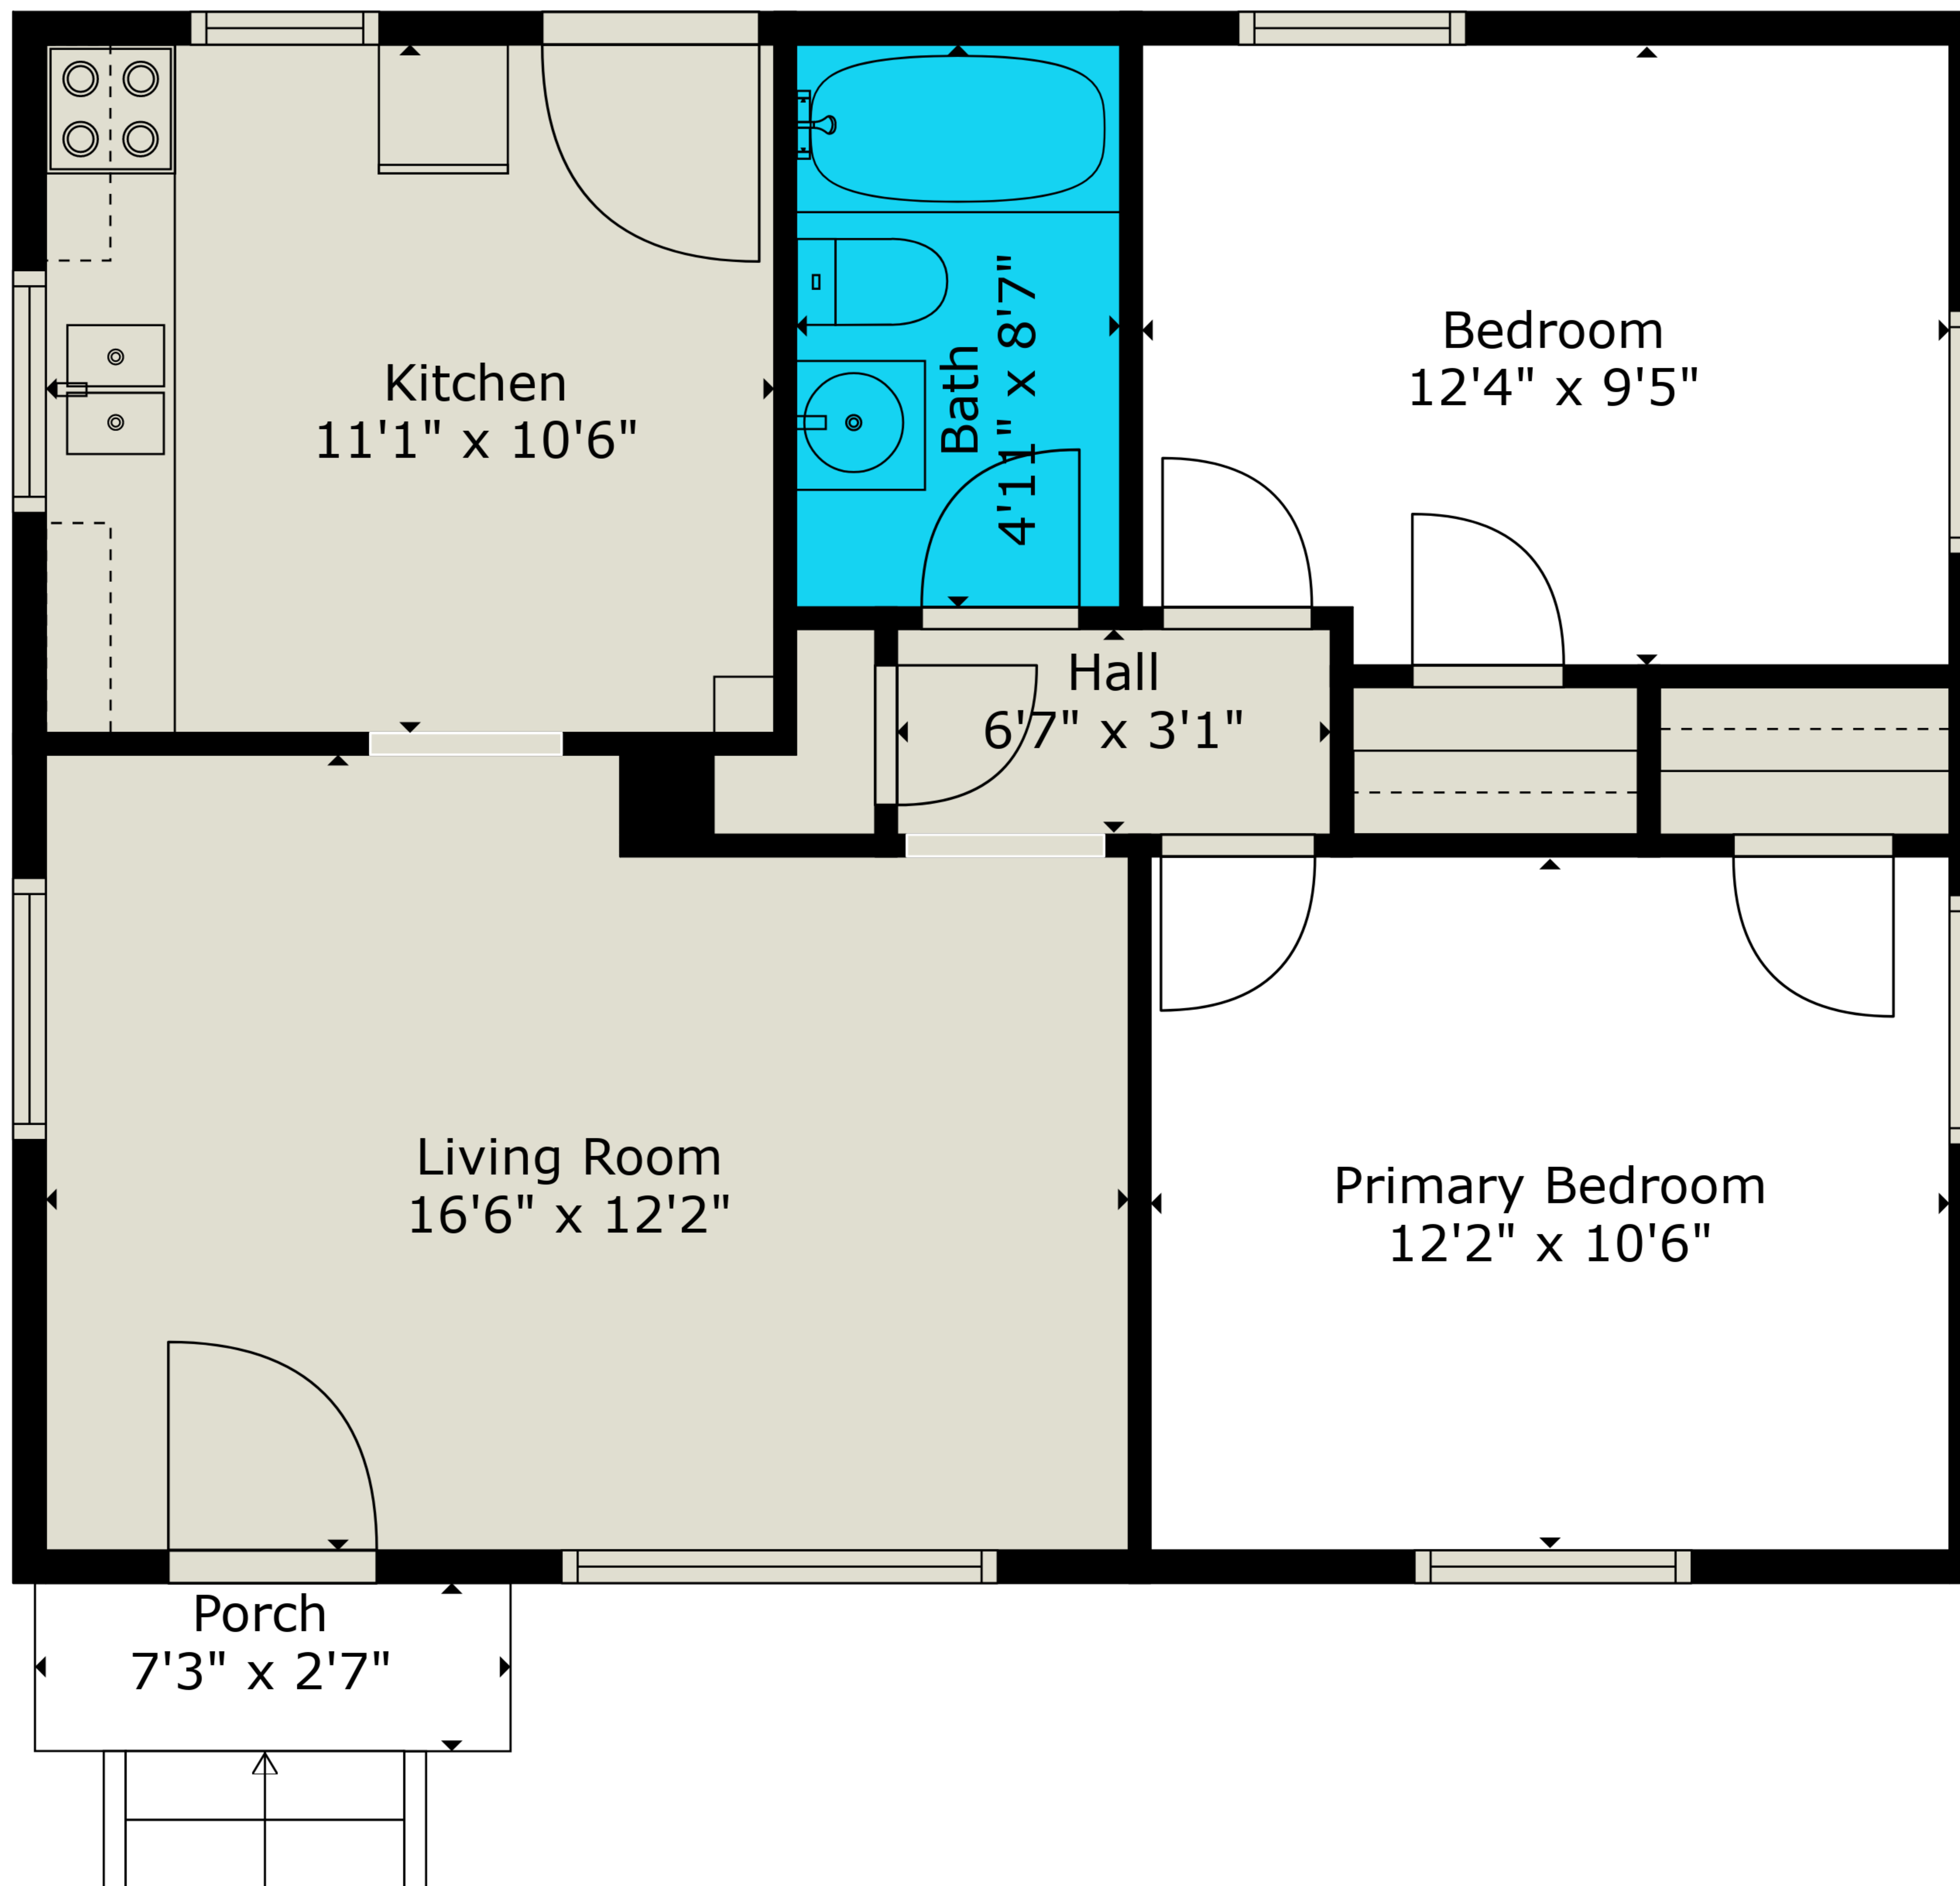 Kitchen
11'1" x 10'6"
Bath
4'11" x 8'7"
Bedroom
12'4" x 9'5"
Hall
6'7" x 3'1"
Living Room
16'6" x 12'2"
Primary Bedroom
12'2" x 10'6"
Porch
7'3" x 2'7"